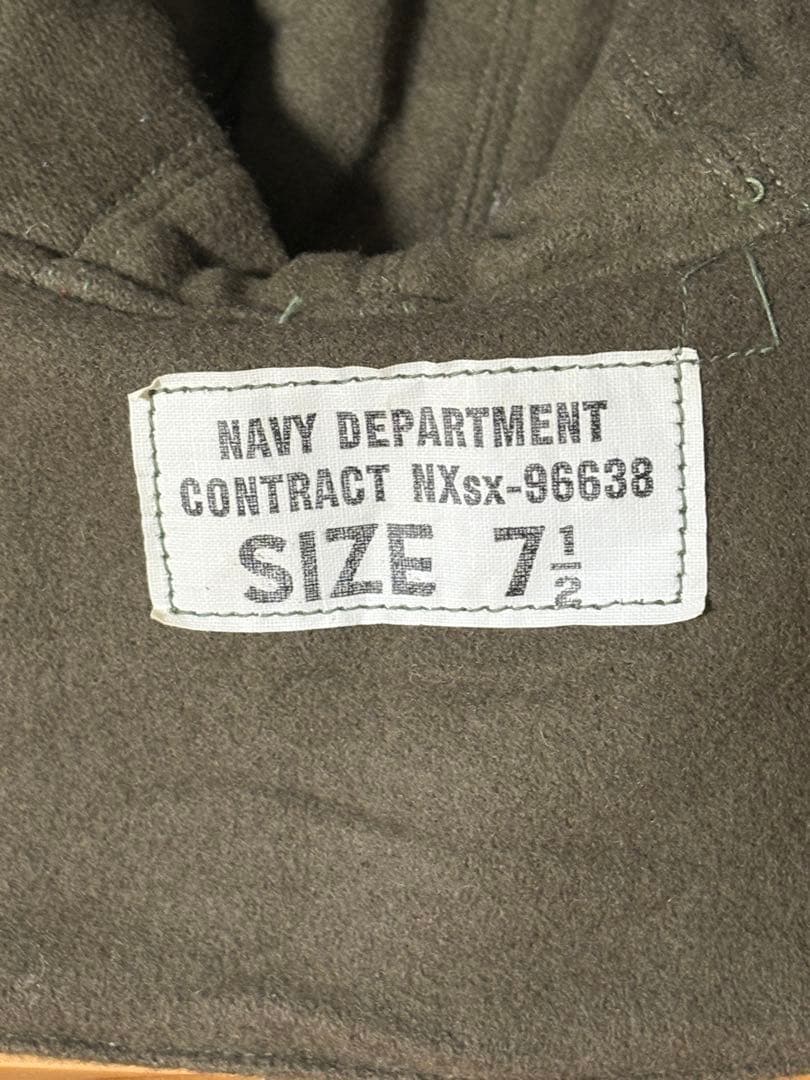 NAVY DEPARTMENT
CONTRACT NXsx-96638
SIZE 7½